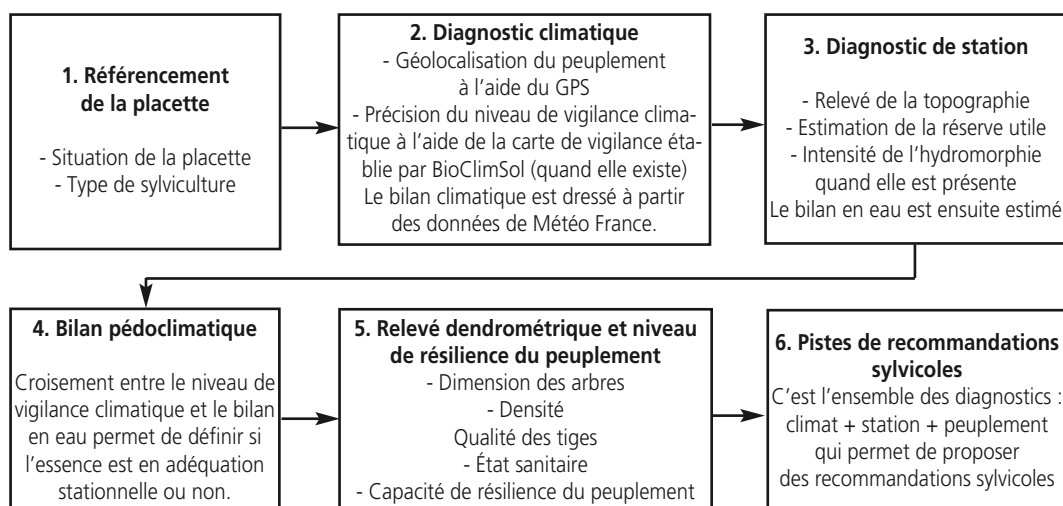 1. Référencement
de la placette
- Situation de la placette
- Type de sylviculture
2. Diagnostic climatique
- Géolocalisation du peuplement
à l'aide du GPS
- Précision du niveau de vigilance clima-
tique à l'aide de la carte de vigilance éta-
blie par BioClimSol (quand elle existe)
Le bilan climatique est dressé à partir
des données de Météo France.
3. Diagnostic de station
- Relevé de la topographie
- Estimation de la réserve utile
- Intensité de l'hydromorphie
quand elle est présente
Le bilan en eau est ensuite estimé
4. Bilan pédoclimatique
Croisement entre le niveau de
vigilance climatique et le bilan
en eau permet de définir si
l'essence est en adéquation
stationnelle ou non.
5. Relevé dendrométrique et niveau
de résilience du peuplement
- Dimension des arbres
- Densité
Qualité des tiges
- État sanitaire
- Capacité de résilience du peuplement
6. Pistes de recommandations
sylvicoles
C'est l'ensemble des diagnostics :
climat + station + peuplement
qui permet de proposer
des recommandations sylvicoles